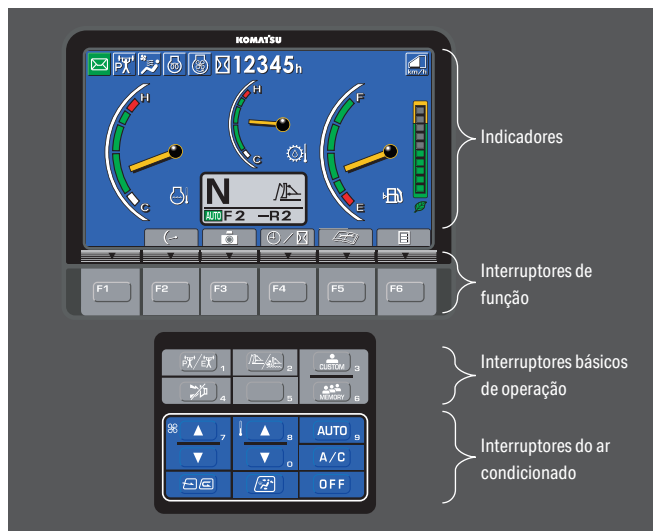 KOMATSU
P 12345h km/h
H
H
F
Indicadores
C
N
C
E
AUTO F2 –R2
Interruptores de
função
F1 F2 F3 F4 F5 F6
P / E 1 2 CUSTOM 3
Interruptores básicos
de operação
4 5 MEMORY 6
7 8 AUTO 9
Interruptores do ar
condicionado
0 A/C
OFF